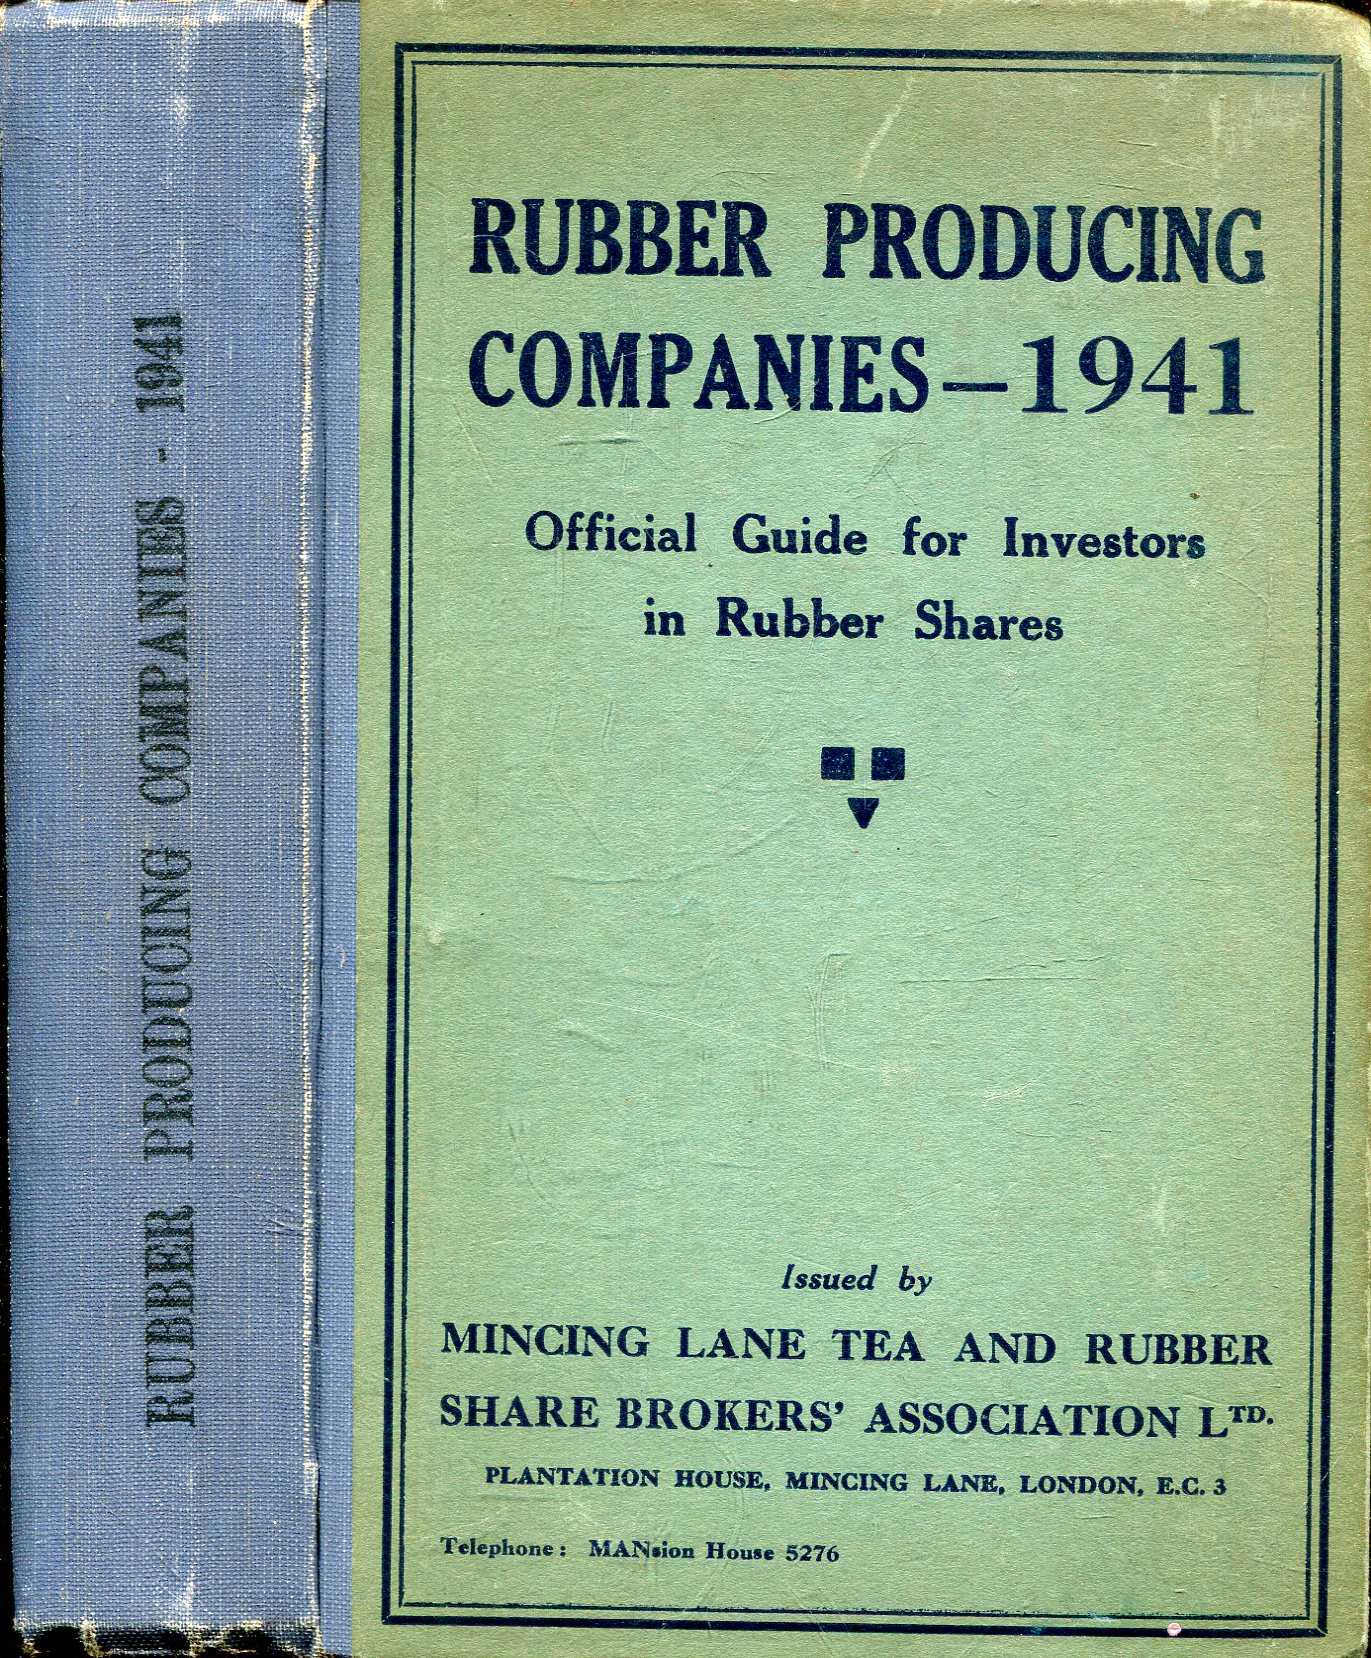 RUBBER PRODUCING COMPANIES - 1941
RUBBER PRODUCING
COMPANIES—1941
Official Guide for Investors
in Rubber Shares
Issued by
MINCING LANE TEA AND RUBBER
SHARE BROKERS' ASSOCIATION LTD.
PLANTATION HOUSE, MINCING LANE, LONDON, E.C. 3
Telephone: MANsion House 5276